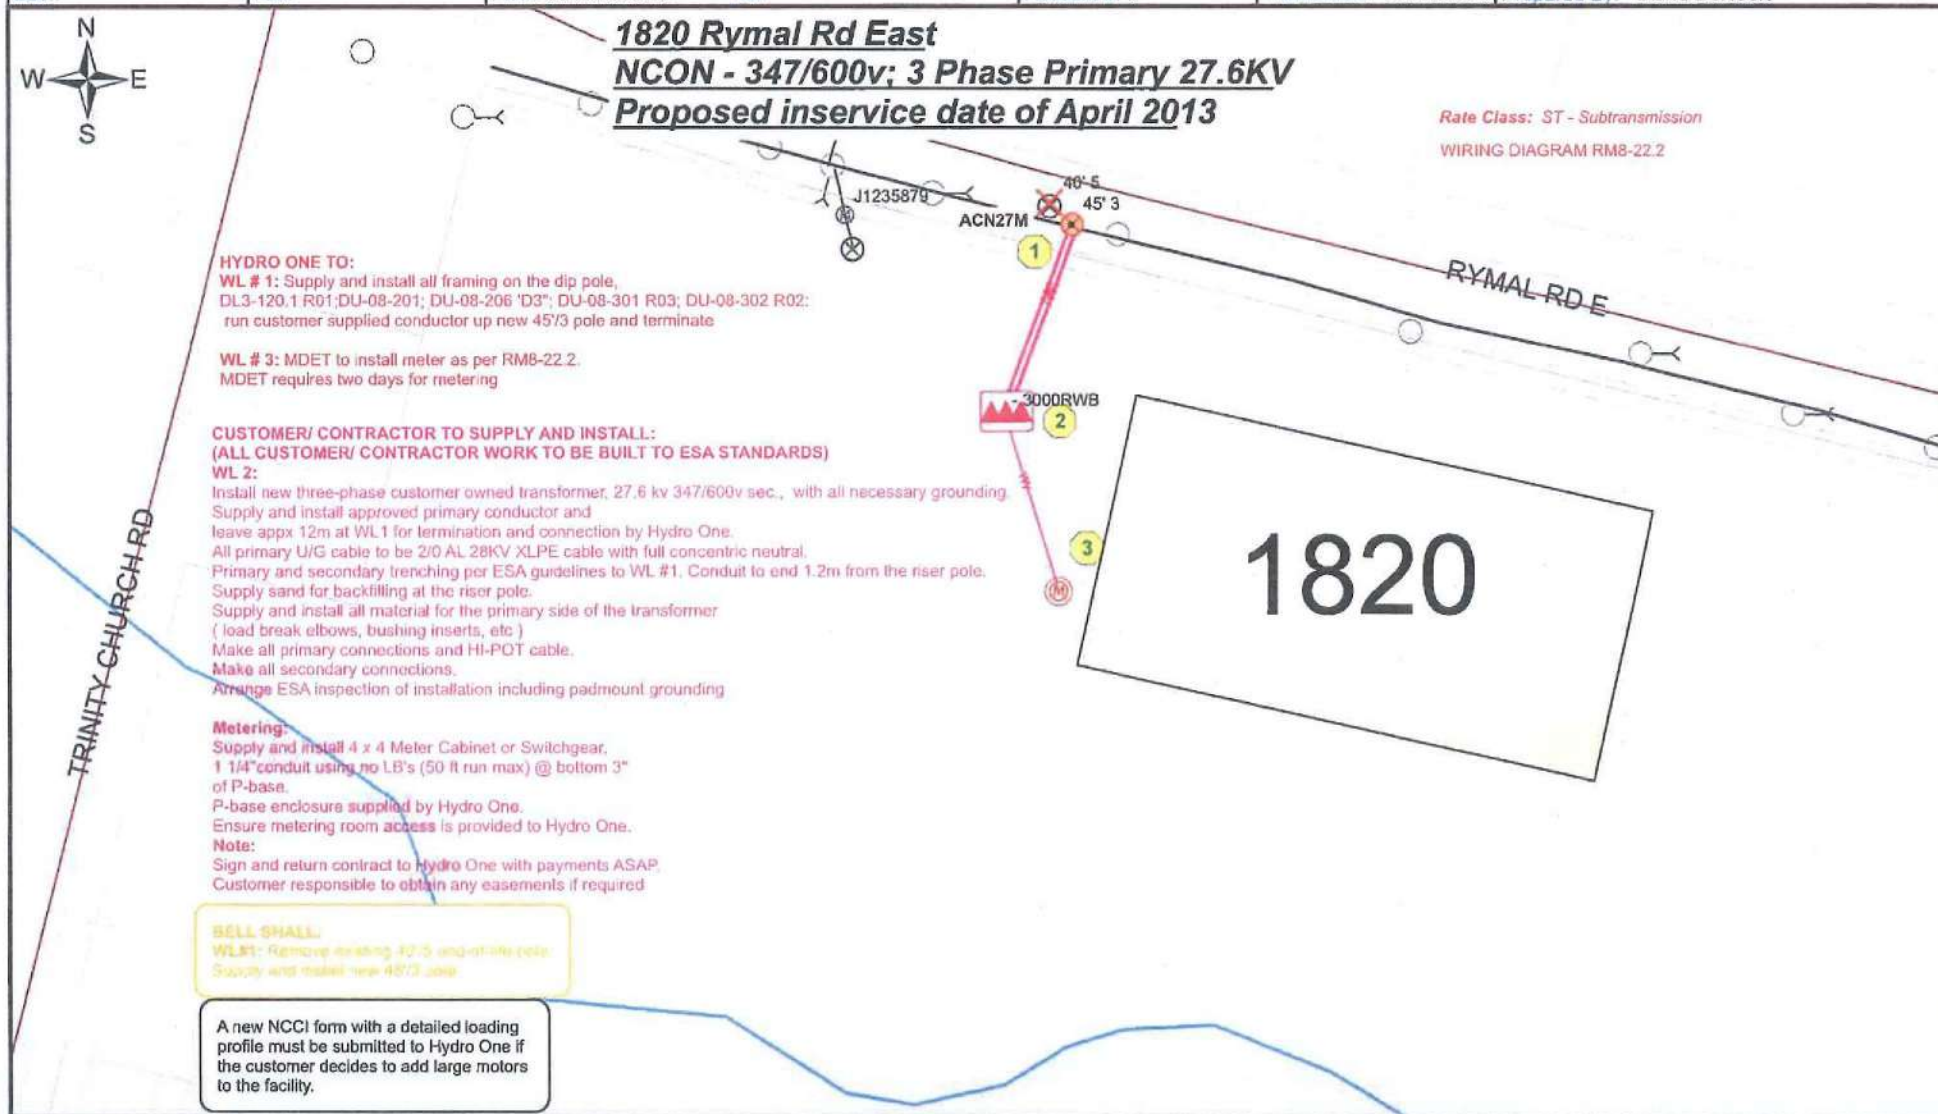 1820 Rymal Rd East
NCON - 347/600v; 3 Phase Primary 27.6KV
Proposed inservice date of April 2013
N
W
E
S
Rate Class: ST - Subtransmission
WIRING DIAGRAM RM8-22.2
40' 5
45' 3
J1235879
ACN27M
1
RYMAL RD E
HYDRO ONE TO:
WL # 1: Supply and install all framing on the dip pole,
DL3-120.1 R01;DU-08-201; DU-08-206 'D3"; DU-08-301 R03; DU-08-302 R02:
run customer supplied conductor up new 45'/3 pole and terminate
WL # 3: MDET to install meter as per RM8-22.2.
MDET requires two days for metering
- 3000RWB
2
CUSTOMER/ CONTRACTOR TO SUPPLY AND INSTALL:
(ALL CUSTOMER/ CONTRACTOR WORK TO BE BUILT TO ESA STANDARDS)
WL 2:
Install new three-phase customer owned transformer, 27.6 kv 347/600v sec., with all necessary grounding.
Supply and install approved primary conductor and
leave appx 12m at WL1 for termination and connection by Hydro One.
All primary U/G cable to be 2/0 AL 28KV XLPE cable with full concentric neutral.
Primary and secondary trenching per ESA guidelines to WL #1. Conduit to end 1.2m from the riser pole.
Supply sand for backfilling at the riser pole.
Supply and install all material for the primary side of the transformer
( load break elbows, bushing inserts, etc )
Make all primary connections and HI-POT cable.
Make all secondary connections.
Arrange ESA inspection of installation including padmount grounding
3
M
1820
TRINITY CHURCH RD
Metering:
Supply and install 4 x 4 Meter Cabinet or Switchgear,
1 1/4"conduit using no LB's (50 ft run max) @ bottom 3"
of P-base.
P-base enclosure supplied by Hydro One.
Ensure metering room access is provided to Hydro One.
Note:
Sign and return contract to Hydro One with payments ASAP.
Customer responsible to obtain any easements if required
BELL SHALL:
WL#1: Remove existing 40'/5 end-of-life pole
Supply and install new 45'/3 pole
A new NCCI form with a detailed loading
profile must be submitted to Hydro One if
the customer decides to add large motors
to the facility.